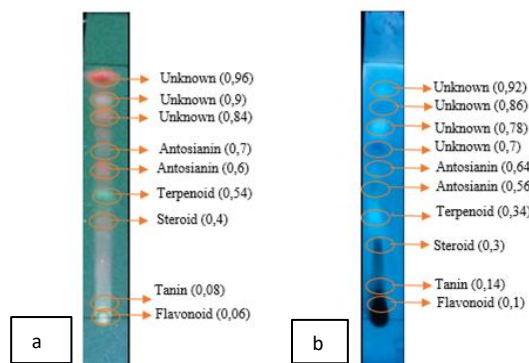 Unknown (0,96)
Unknown (0,9)
Unknown (0,84)
Antosianin (0,7)
Antosianin (0,6)
Terpenoid (0,54)
Steroid (0,4)
Tanin (0,08)
Flavonoid (0,06)
a
Unknown (0,92)
Unknown (0,86)
Unknown (0,78)
Unknown (0,7)
Antosianin (0,64)
Antosianin (0,56)
Terpenoid (0,34)
Steroid (0,3)
Tanin (0,14)
Flavonoid (0,1)
b